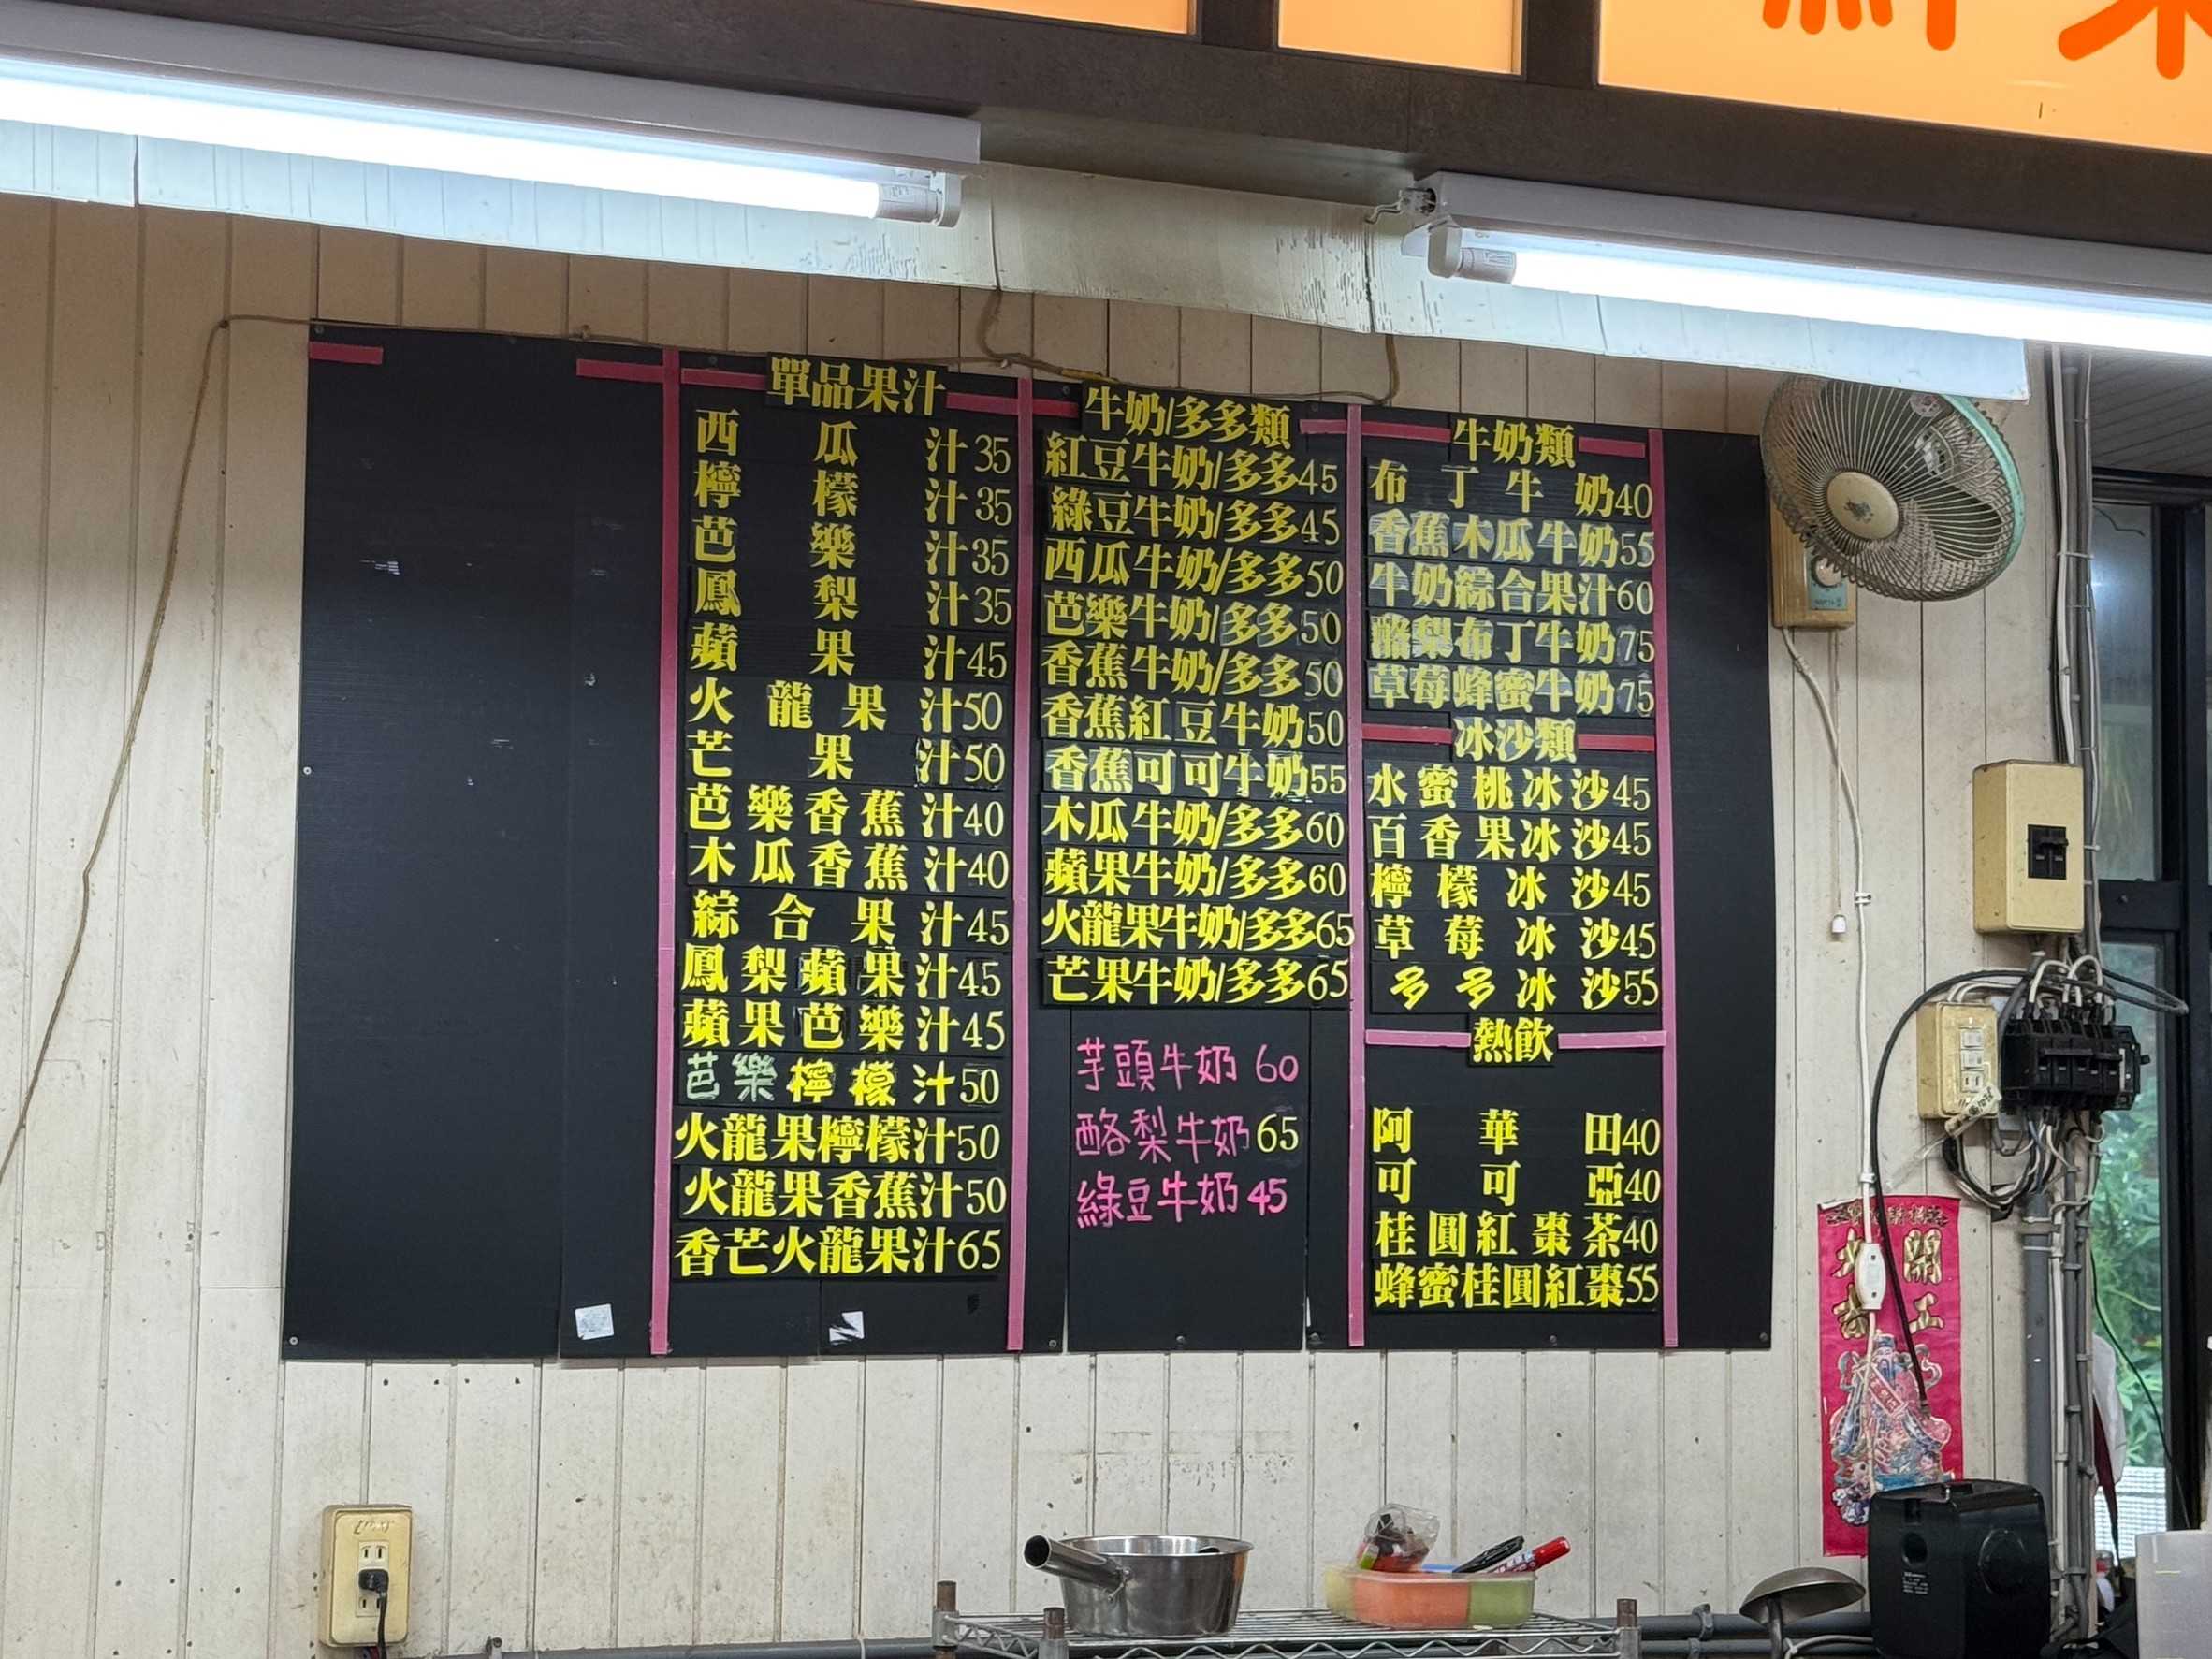 單品果汁
西瓜汁35
檸檬汁35
芭樂汁35
鳳梨汁35
蘋果汁45
火龍果汁50
芒果汁50
芭樂香蕉汁40
木瓜香蕉汁40
綜合果汁45
鳳梨蘋果汁45
蘋果芭樂汁45
芭樂檸檬汁50
火龍果檸檬汁50
火龍果香蕉汁50
香芒火龍果汁65
牛奶/多多類
紅豆牛奶/多多45
綠豆牛奶/多多45
西瓜牛奶/多多50
芭樂牛奶/多多50
香蕉牛奶/多多50
香蕉紅豆牛奶50
香蕉可可牛奶55
木瓜牛奶/多多60
蘋果牛奶/多多60
火龍果牛奶/多多65
芒果牛奶/多多65
芋頭牛奶 60
酪梨牛奶 65
綠豆牛奶 45
牛奶類
布丁牛奶40
香蕉木瓜牛奶55
牛奶綜合果汁60
酪梨布丁牛奶75
草莓蜂蜜牛奶75
冰沙類
水蜜桃冰沙45
百香果冰沙45
檸檬冰沙45
草莓冰沙45
多多冰沙55
熱飲
阿華田40
可可亞40
桂圓紅棗茶40
蜂蜜桂圓紅棗55
開工